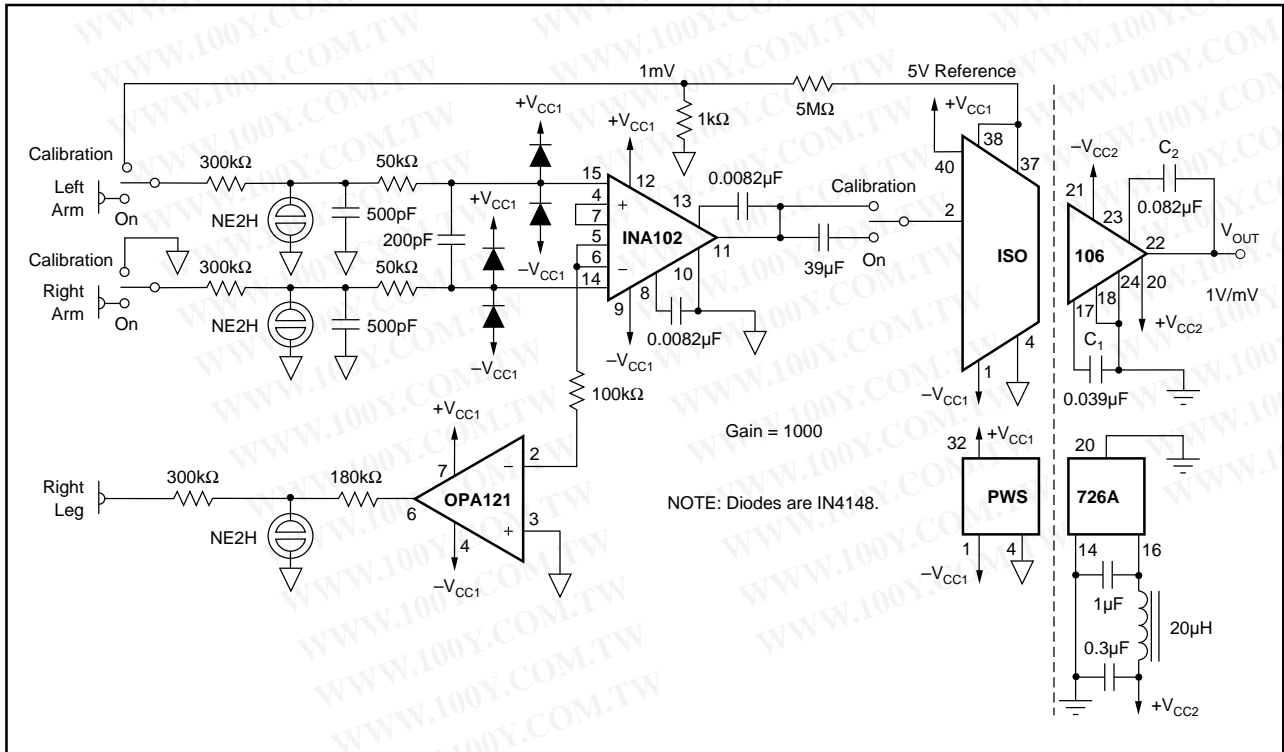 WWW.100Y.COM.TW
1mV
5V Reference
+VCC1
+VCC1
1kΩ
5MΩ
+VCC1
38
37
40
–VCC2
C2
0.082µF
21
23
Calibration
Left
Arm
On
300kΩ
NE2H
500pF
50kΩ
200pF
+VCC1
–VCC1
15
4
7
5
6
14
+
–
INA102
12
13
11
10
8
9
0.0082µF
0.0082µF
–VCC1
Calibration
39µF
On
2
ISO
1
–VCC1
4
106
22
24
20
18
17
VOUT
1V/mV
+VCC2
C1
0.039µF
Calibration
Right
Arm
On
300kΩ
NE2H
500pF
50kΩ
–VCC1
100kΩ
Gain = 1000
NOTE: Diodes are IN4148.
Right
Leg
300kΩ
NE2H
180kΩ
+VCC1
7
6
OPA121
2
–
+
3
4
–VCC1
32
+VCC1
PWS
1
4
–VCC1
20
726A
14
16
1µF
20µH
0.3µF
+VCC2